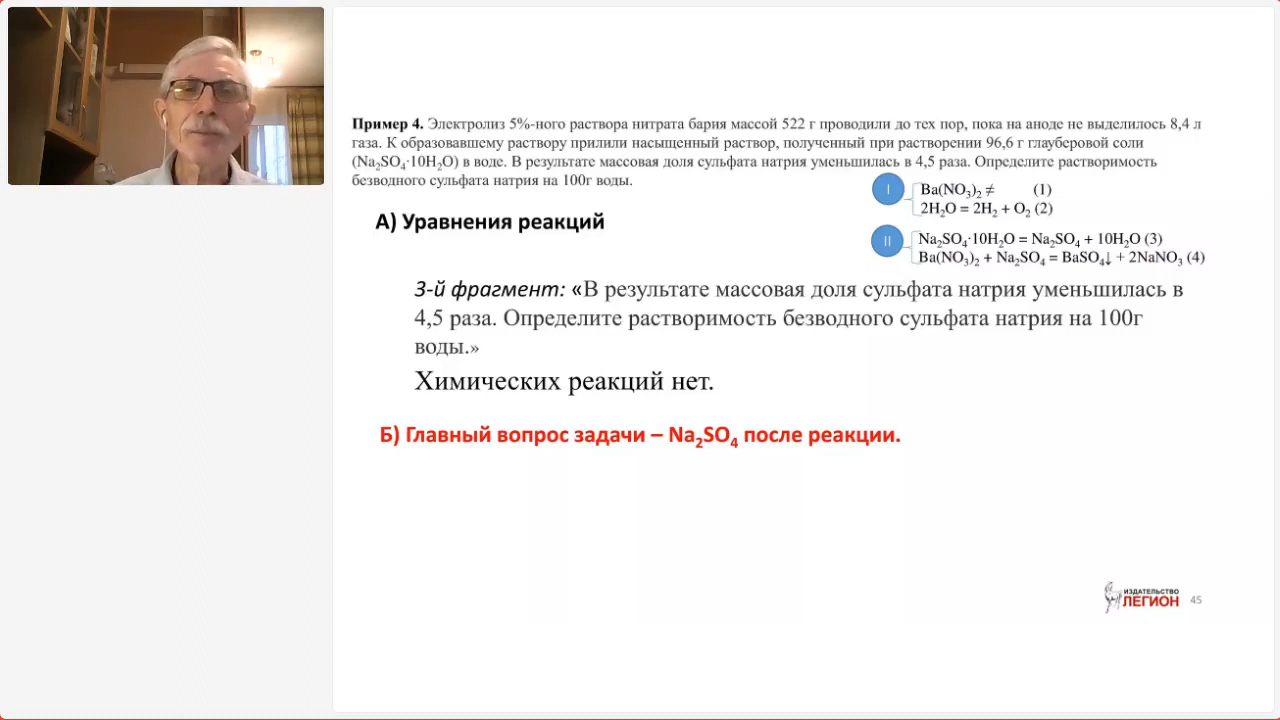 Пример 4. Электролиз 5%-ного раствора нитрата бария массой 522 г проводили до тех пор, пока на аноде не выделилось 8,4 л
газа. К образовавшему раствору прилили насыщенный раствор, полученный при растворении 96,6 г глауберовой соли
(Na₂SO₄·10H₂O) в воде. В результате массовая доля сульфата натрия уменьшилась в 4,5 раза. Определите растворимость
безводного сульфата натрия на 100г воды.
I
Ba(NO₃)₂ ≠ (1)
2H₂O = 2H₂ + O₂ (2)
А) Уравнения реакций
II
Na₂SO₄·10H₂O = Na₂SO₄ + 10H₂O (3)
Ba(NO₃)₂ + Na₂SO₄ = BaSO₄↓ + 2NaNO₃ (4)
3-й фрагмент: «В результате массовая доля сульфата натрия уменьшилась в
4,5 раза. Определите растворимость безводного сульфата натрия на 100г
воды.»
Химических реакций нет.
Б) Главный вопрос задачи – Na₂SO₄ после реакции.
ИЗДАТЕЛЬСТВО
ЛЕГИОН
45